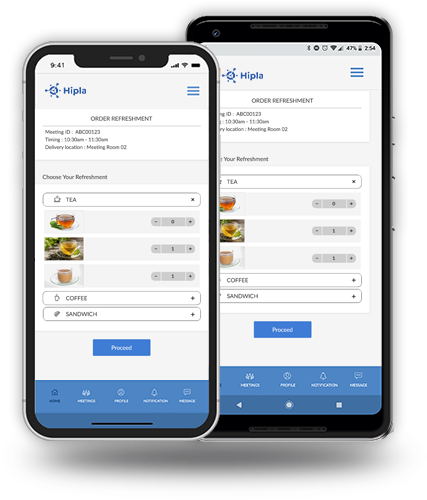 9:41
Hipla
ORDER REFRESHMENT
Meeting ID : ABC00123
Timing : 10:30am - 11:30am
Delivery location : Meeting Room 02
Choose Your Refreshment
TEA ×
− 0 +
− 1 +
− 1 +
COFFEE +
SANDWICH +
Proceed
HOME MEETINGS PROFILE NOTIFICATION MESSAGE
47% 2:54
Hipla
ORDER REFRESHMENT
ting ID : ABC00123
g : 10:30am - 11:30am
ry location : Meeting Room 02
e Your Refreshment
TEA ×
− 0 +
− 1 +
− 1 +
COFFEE +
SANDWICH +
Proceed
MEETINGS PROFILE NOTIFICATION MESSAGE